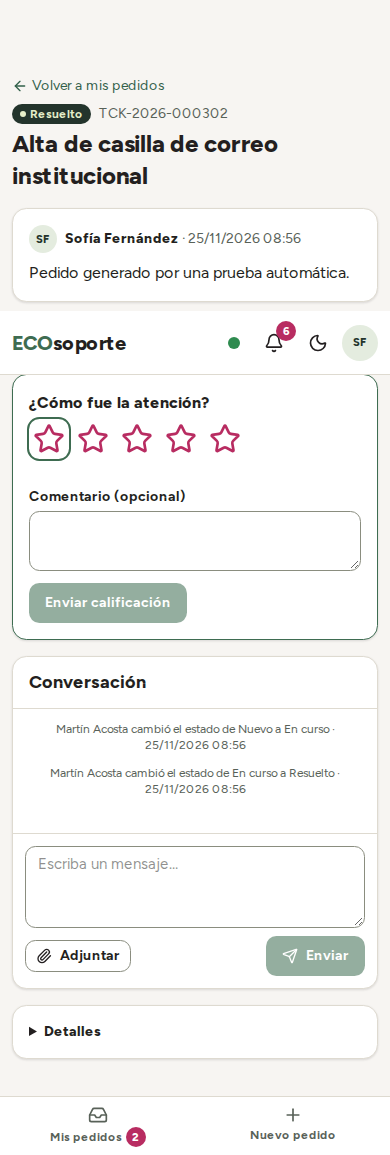 Volver a mis pedidos
Resuelto TCK-2026-000302
Alta de casilla de correo
institucional
SF Sofía Fernández · 25/11/2026 08:56
Pedido generado por una prueba automática.
ECOsoporte 6 SF
¿Cómo fue la atención?
Comentario (opcional)
Enviar calificación
Conversación
Martín Acosta cambió el estado de Nuevo a En curso ·
25/11/2026 08:56
Martín Acosta cambió el estado de En curso a Resuelto ·
25/11/2026 08:56
Escriba un mensaje...
Adjuntar Enviar
Detalles
Mis pedidos 2 Nuevo pedido